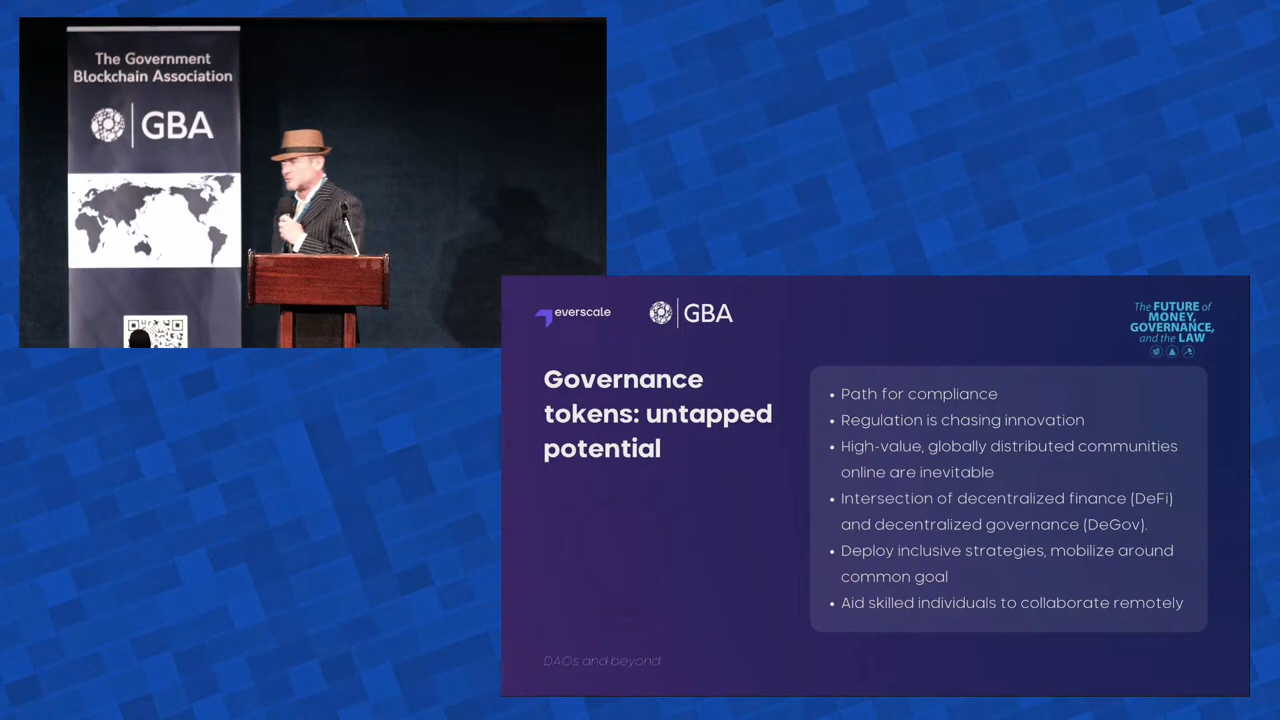 The Government
Blockchain Association
GBA
everscale
GBA
The FUTURE of
MONEY,
GOVERNANCE,
and the LAW
Governance
tokens: untapped
potential
• Path for compliance
• Regulation is chasing innovation
• High-value, globally distributed communities
online are inevitable
• Intersection of decentralized finance (DeFi)
and decentralized governance (DeGov).
• Deploy inclusive strategies, mobilize around
common goal
• Aid skilled individuals to collaborate remotely
DAOs and beyond